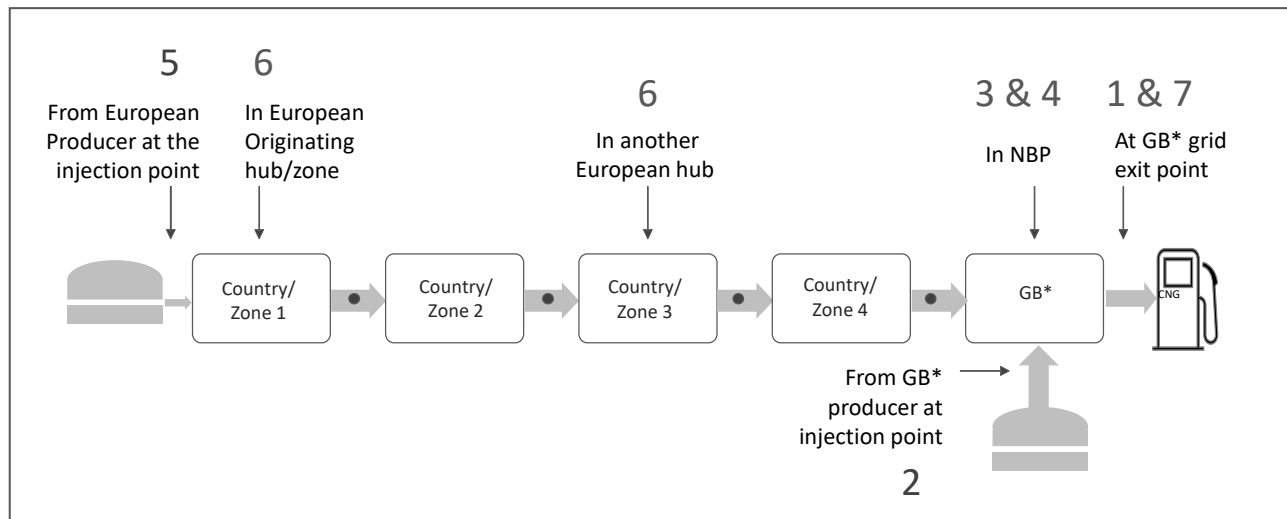 5
From European
Producer at the
injection point
6
In European
Originating
hub/zone
6
In another
European hub
3 & 4
In NBP
1 & 7
At GB* grid
exit point
Country/
Zone 1
Country/
Zone 2
Country/
Zone 3
Country/
Zone 4
GB*
CNG
From GB*
producer at
injection point
2